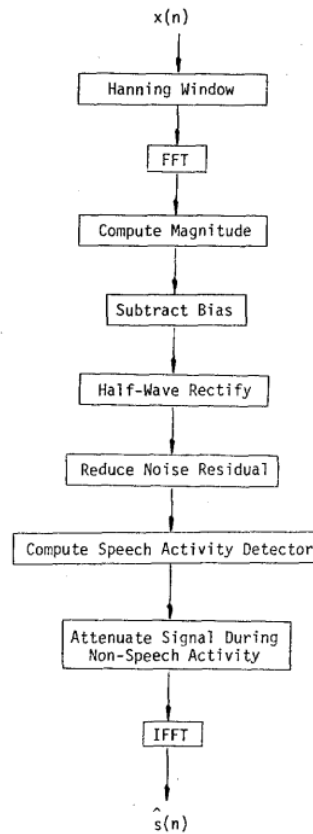 x(n)
Hanning Window
FFT
Compute Magnitude
Subtract Bias
Half-Wave Rectify
Reduce Noise Residual
Compute Speech Activity Detector
Attenuate Signal During
Non-Speech Activity
IFFT
ŝ(n)